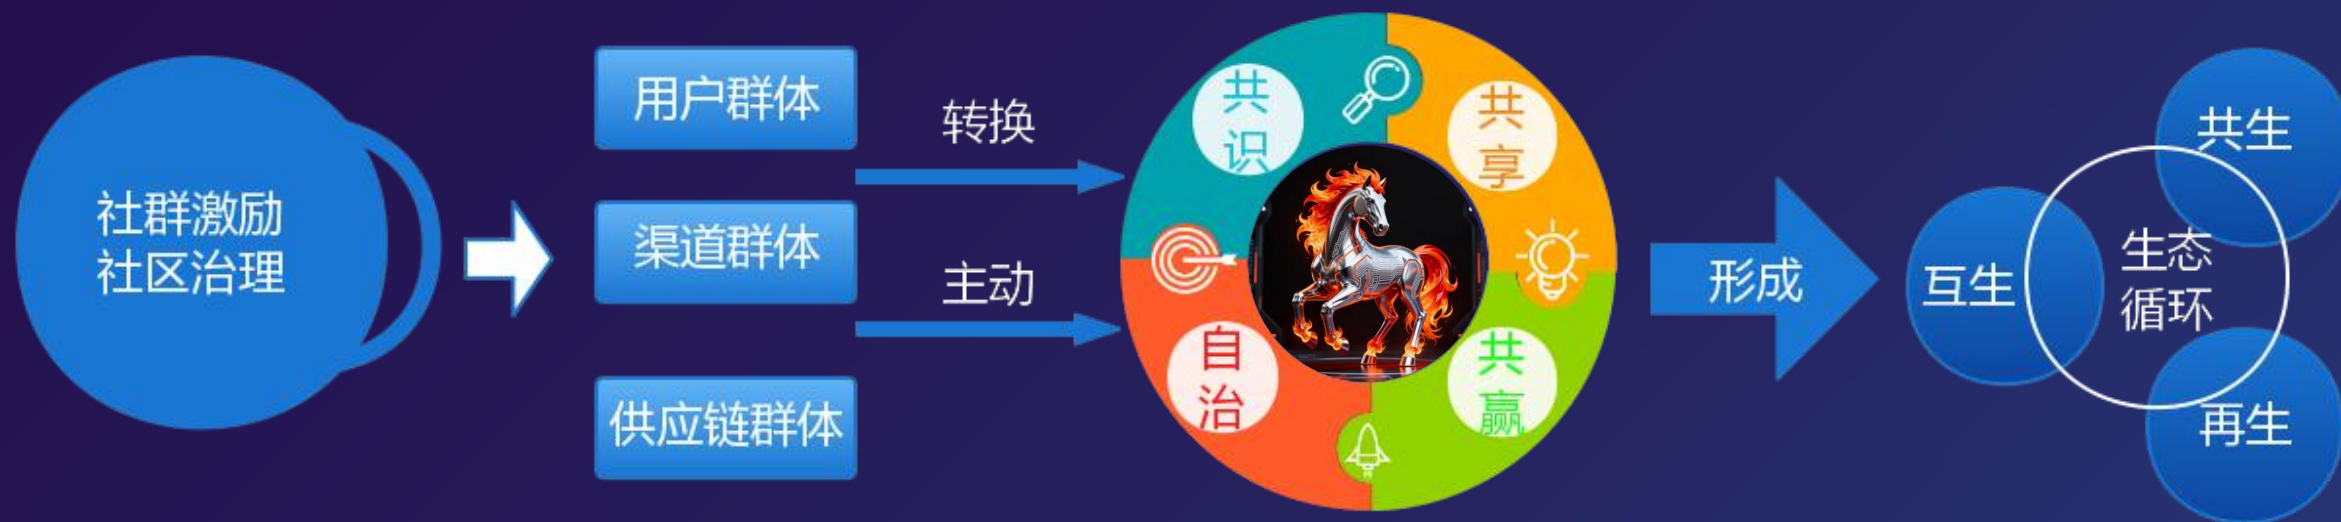 社群激励
社区治理
用户群体
渠道群体
供应链群体
转换
主动
共
识
共
享
自
治
共
赢
形成
共生
互生
生态
循环
再生